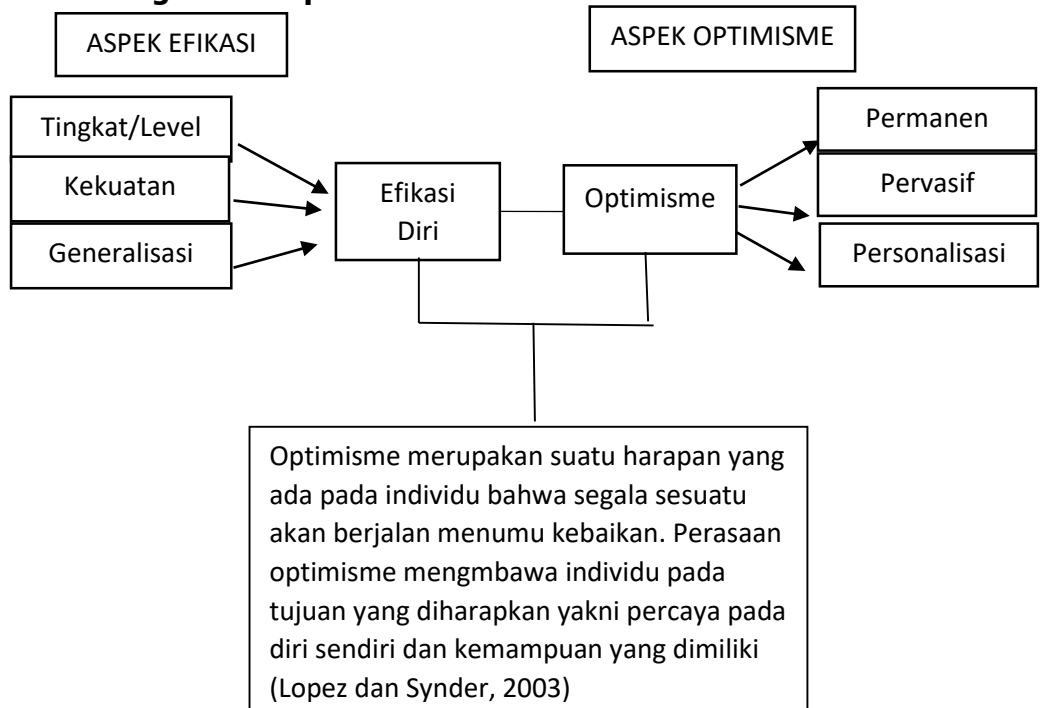 ASPEK EFIKASI
ASPEK OPTIMISME
Tingkat/Level
Kekuatan
Generalisasi
Efikasi
Diri
Optimisme
Permanen
Pervasif
Personalisasi
Optimisme merupakan suatu harapan yang
ada pada individu bahwa segala sesuatu
akan berjalan menumu kebaikan. Perasaan
optimisme mengmbawa individu pada
tujuan yang diharapkan yakni percaya pada
diri sendiri dan kemampuan yang dimiliki
(Lopez dan Synder, 2003)